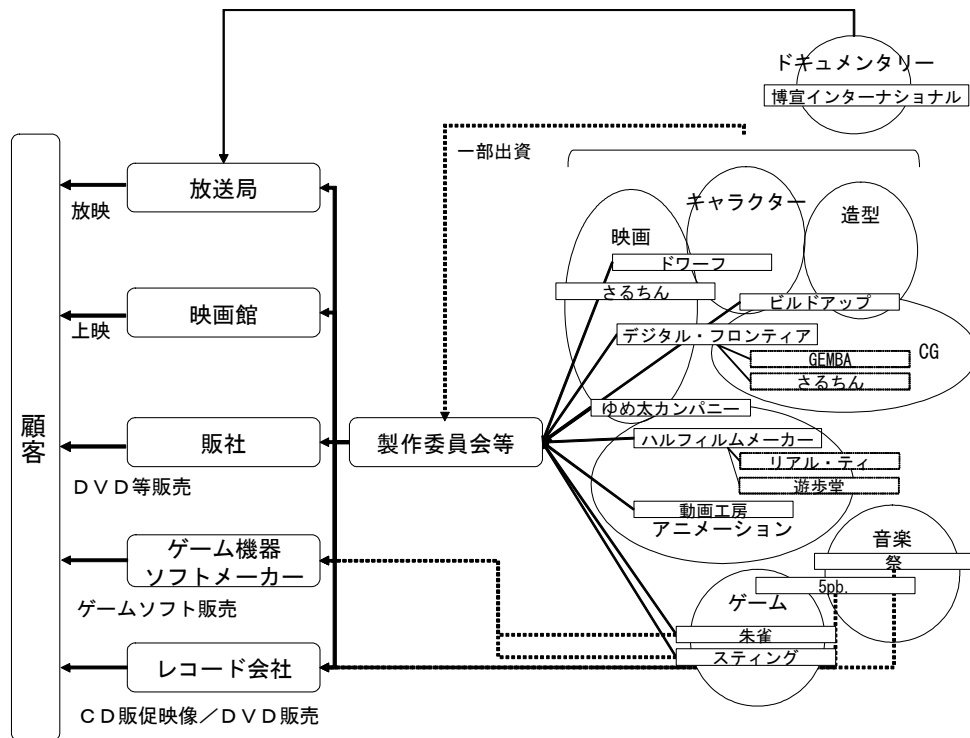 ドキュメンタリー
博宣インターナショナル
一部出資
放送局
放映
キャラクター
造型
映画
ドワーフ
さるちん
ビルドアップ
映画館
上映
デジタル・フロンティア
CG
GEMBA
さるちん
顧客
ゆめ太カンパニー
販社
製作委員会等
ハルフィルムメーカー
リアル・ティ
ＤＶＤ等販売
遊歩堂
動画工房
アニメーション
ゲーム機器
ソフトメーカー
音楽
祭
5pb.
ゲームソフト販売
ゲーム
朱雀
スティング
レコード会社
ＣＤ販促映像／ＤＶＤ販売